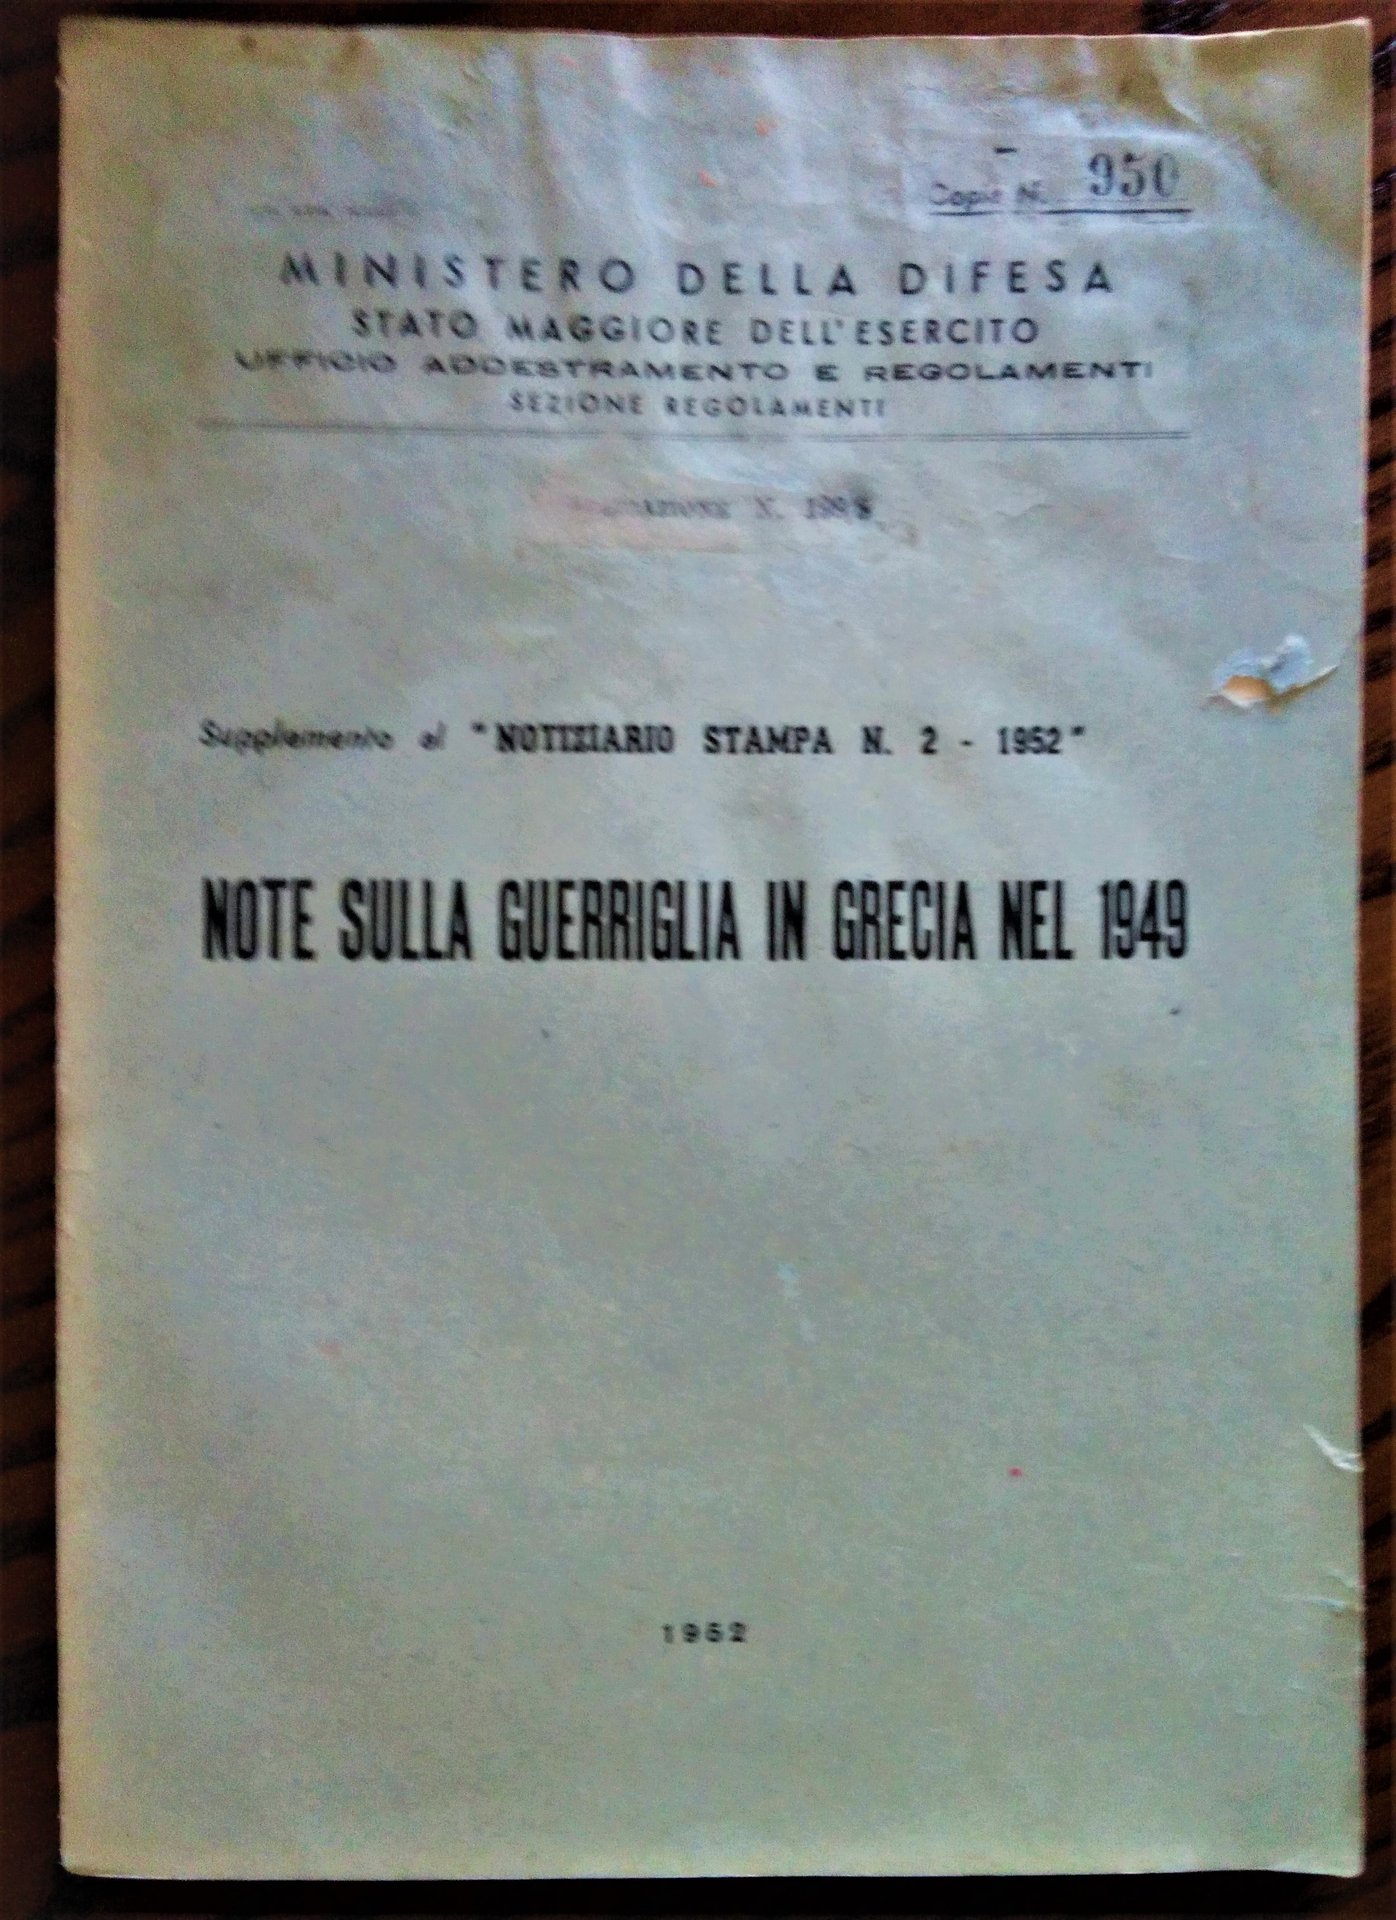 Copia N. 950
MINISTERO DELLA DIFESA
STATO MAGGIORE DELL'ESERCITO
UFFICIO ADDESTRAMENTO E REGOLAMENTI
SEZIONE REGOLAMENTI
N.
Supplemento al "NOTIZIARIO STAMPA N. 2 - 1952"
NOTE SULLA GUERRIGLIA IN GRECIA NEL 1949
1952